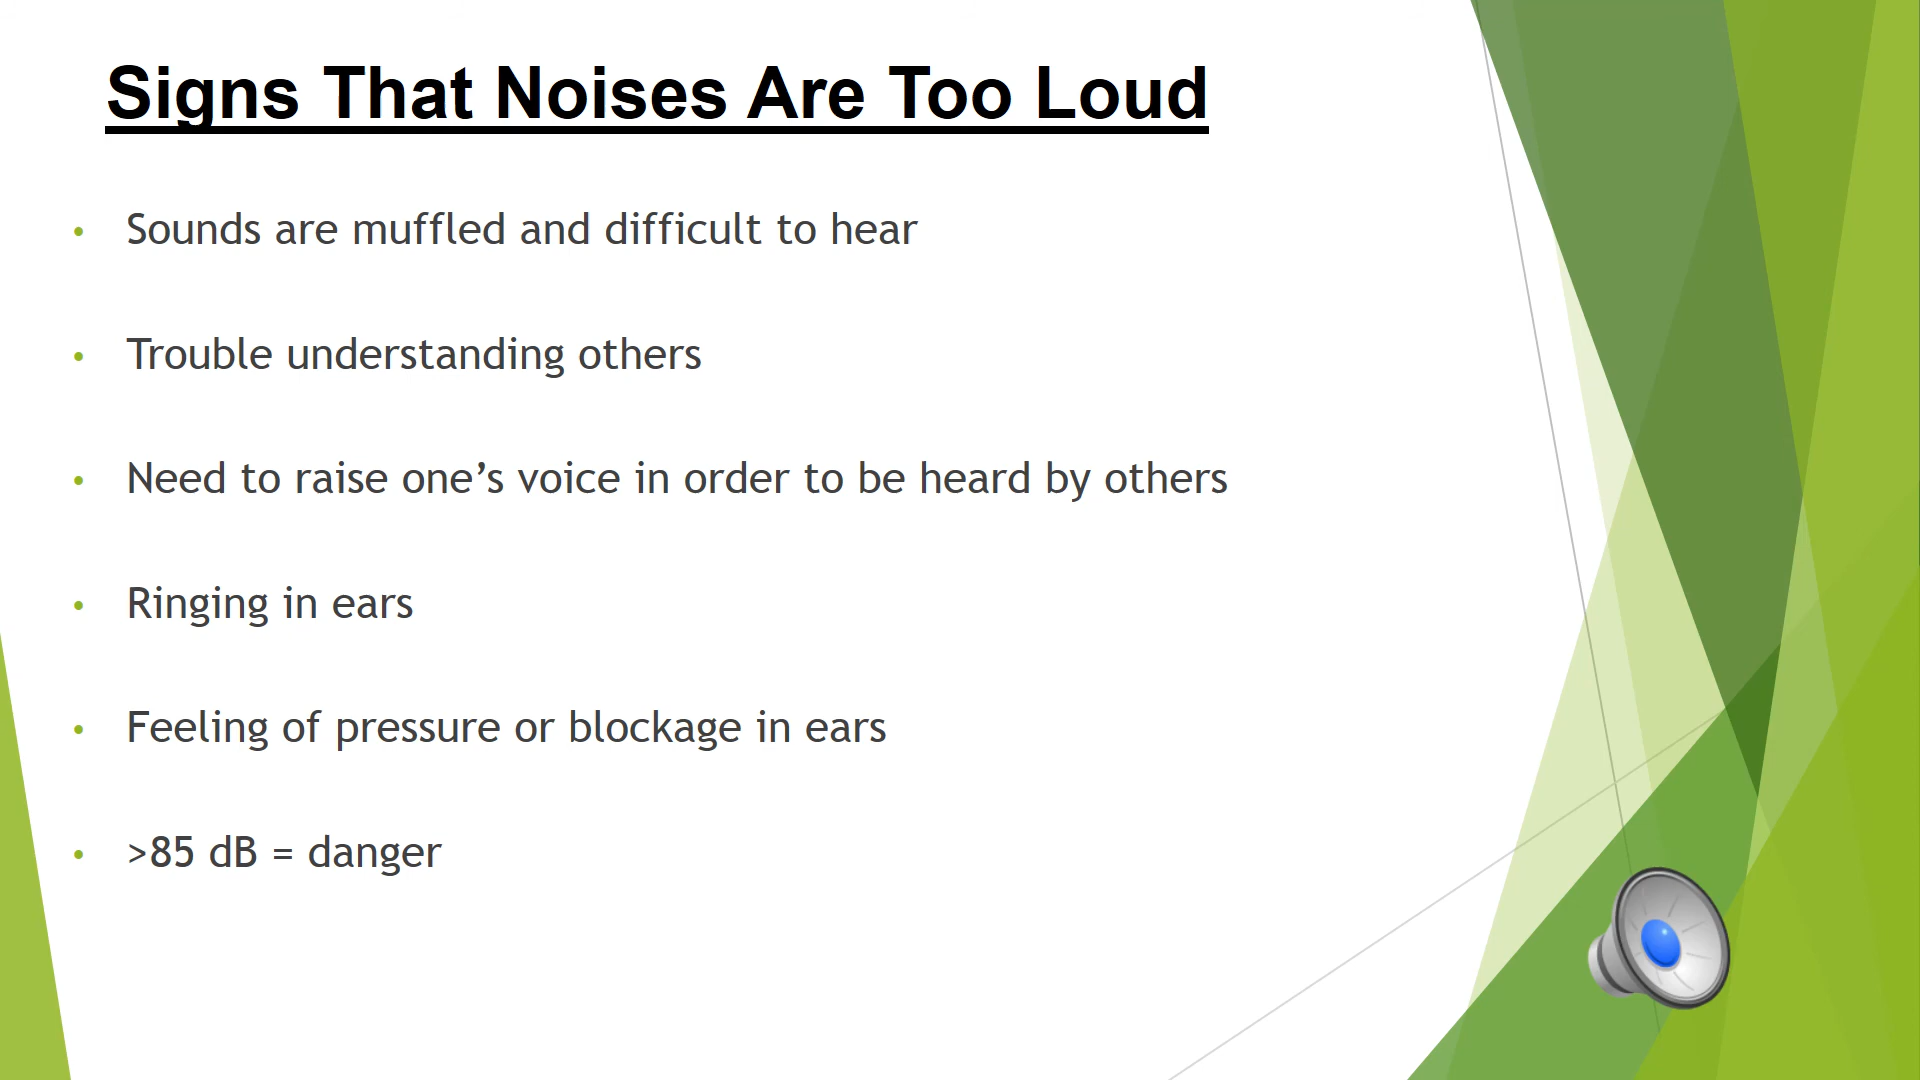 Signs That Noises Are Too Loud
• Sounds are muffled and difficult to hear
• Trouble understanding others
• Need to raise one’s voice in order to be heard by others
• Ringing in ears
• Feeling of pressure or blockage in ears
• >85 dB = danger